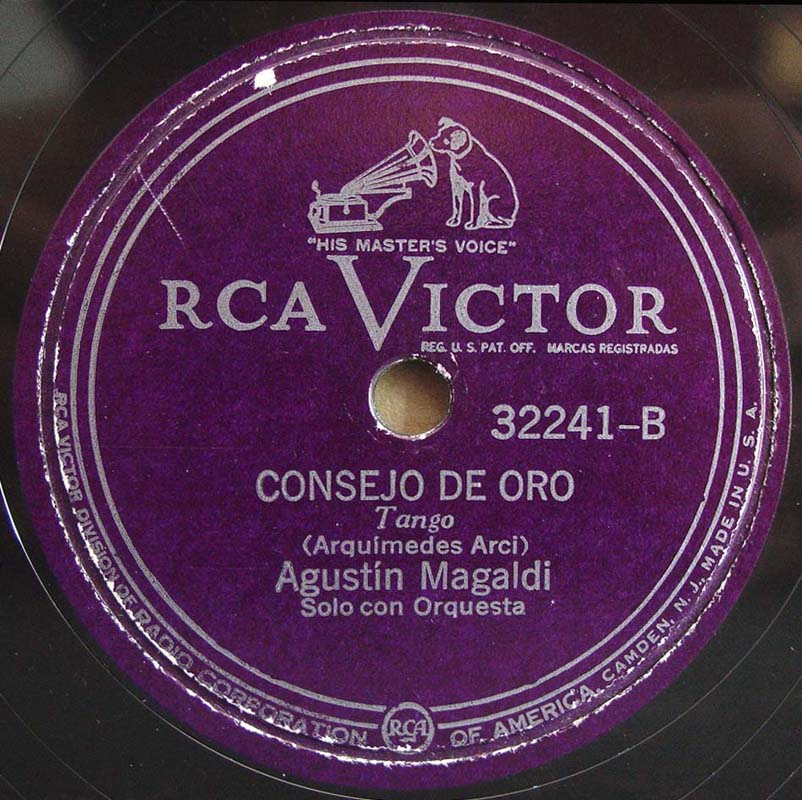 "HIS MASTER'S VOICE"
RCA VICTOR
REG. U. S. PAT. OFF. MARCAS REGISTRADAS
32241-B
CONSEJO DE ORO
Tango
(Arquímedes Arci)
Agustín Magaldi
Solo con Orquesta
RCA VICTOR DIVISION OF RADIO CORPORATION RCA OF AMERICA, CAMDEN, N. J., MADE IN U. S. A.